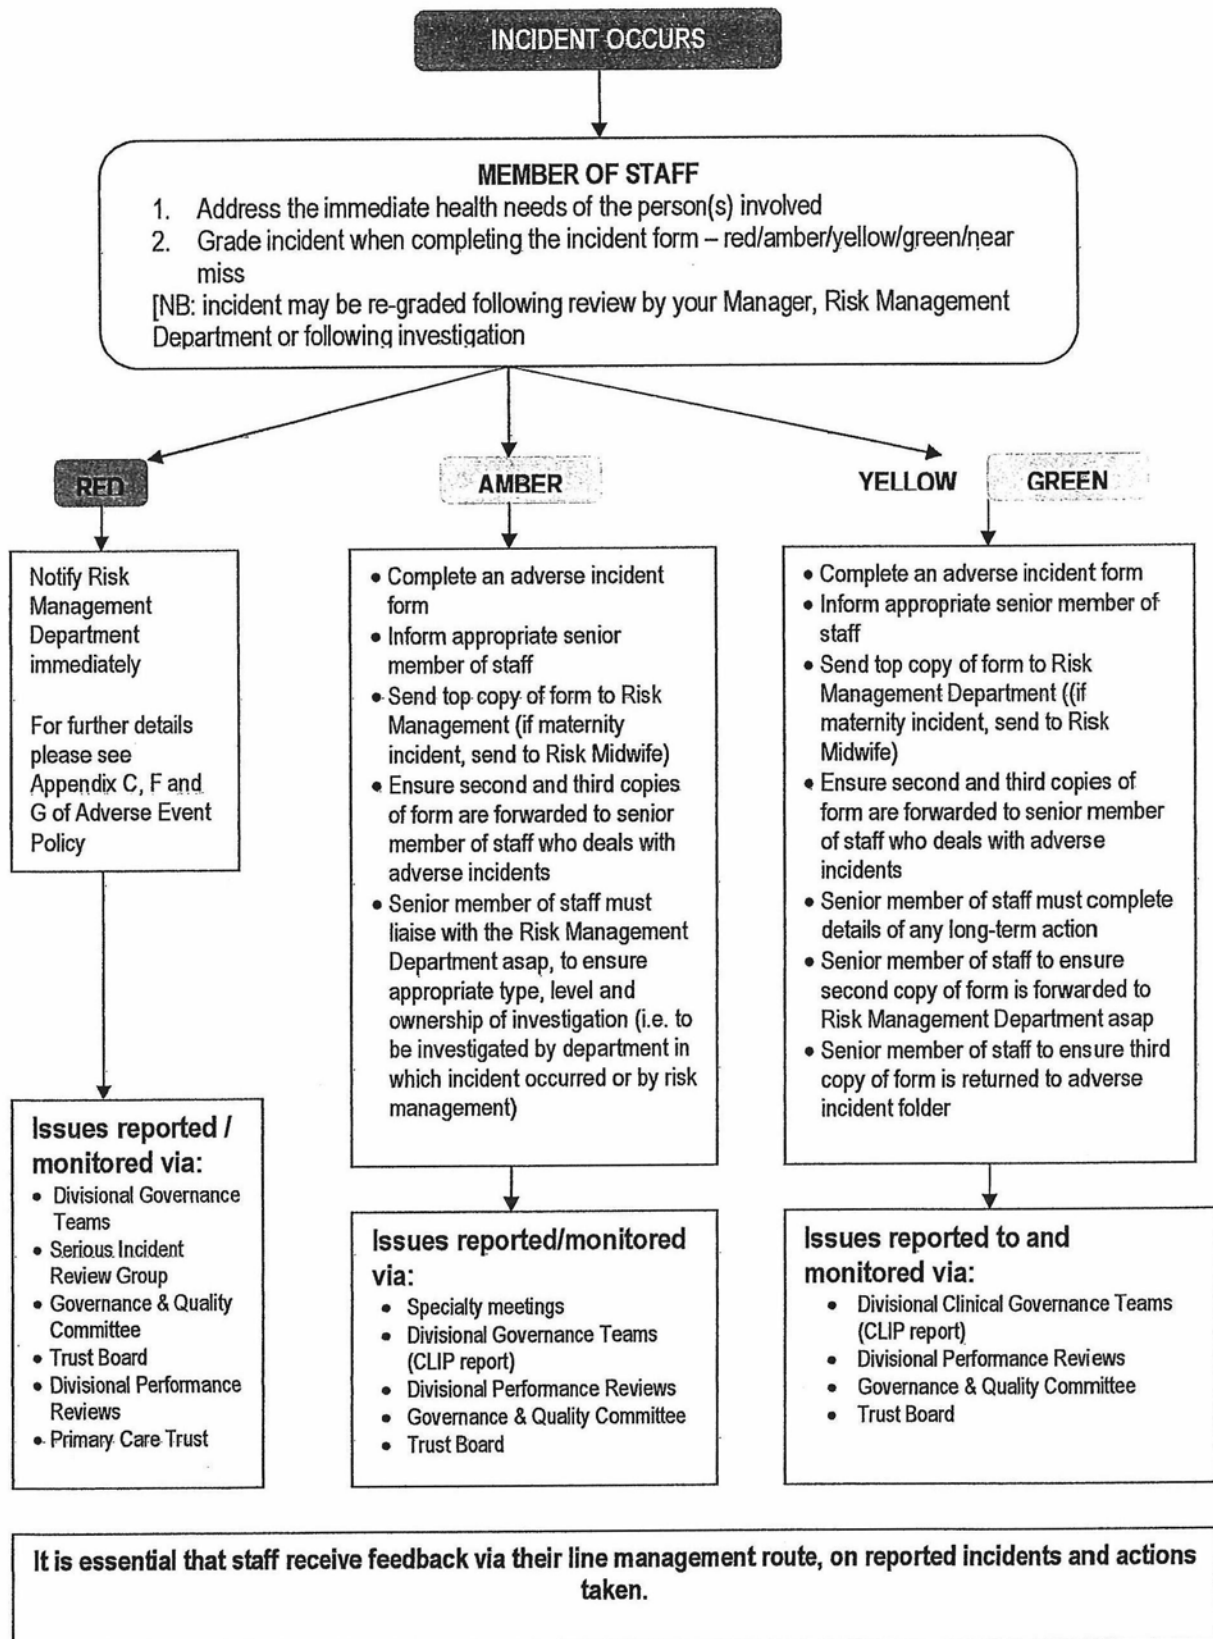 INCIDENT OCCURS
MEMBER OF STAFF
1. Address the immediate health needs of the person(s) involved
2. Grade incident when completing the incident form – red/amber/yellow/green/near
miss
[NB: incident may be re-graded following review by your Manager, Risk Management
Department or following investigation
RED
Notify Risk
Management
Department
immediately
For further details
please see
Appendix C, F and
G of Adverse Event
Policy
Issues reported /
monitored via:
• Divisional Governance
Teams
• Serious Incident
Review Group
• Governance & Quality
Committee
• Trust Board
• Divisional Performance
Reviews
• Primary Care Trust
AMBER
• Complete an adverse incident
form
• Inform appropriate senior
member of staff
• Send top copy of form to Risk
Management (if maternity
incident, send to Risk Midwife)
• Ensure second and third copies
of form are forwarded to senior
member of staff who deals with
adverse incidents
• Senior member of staff must
liaise with the Risk Management
Department asap, to ensure
appropriate type, level and
ownership of investigation (i.e. to
be investigated by department in
which incident occurred or by risk
management)
Issues reported/monitored
via:
• Specialty meetings
• Divisional Governance Teams
(CLIP report)
• Divisional Performance Reviews
• Governance & Quality Committee
• Trust Board
YELLOW GREEN
• Complete an adverse incident form
• Inform appropriate senior member of
staff
• Send top copy of form to Risk
Management Department ((if
maternity incident, send to Risk
Midwife)
• Ensure second and third copies of
form are forwarded to senior member
of staff who deals with adverse
incidents
• Senior member of staff must complete
details of any long-term action
• Senior member of staff to ensure
second copy of form is forwarded to
Risk Management Department asap
• Senior member of staff to ensure third
copy of form is returned to adverse
incident folder
Issues reported to and
monitored via:
• Divisional Clinical Governance Teams
(CLIP report)
• Divisional Performance Reviews
• Governance & Quality Committee
• Trust Board
It is essential that staff receive feedback via their line management route, on reported incidents and actions
taken.